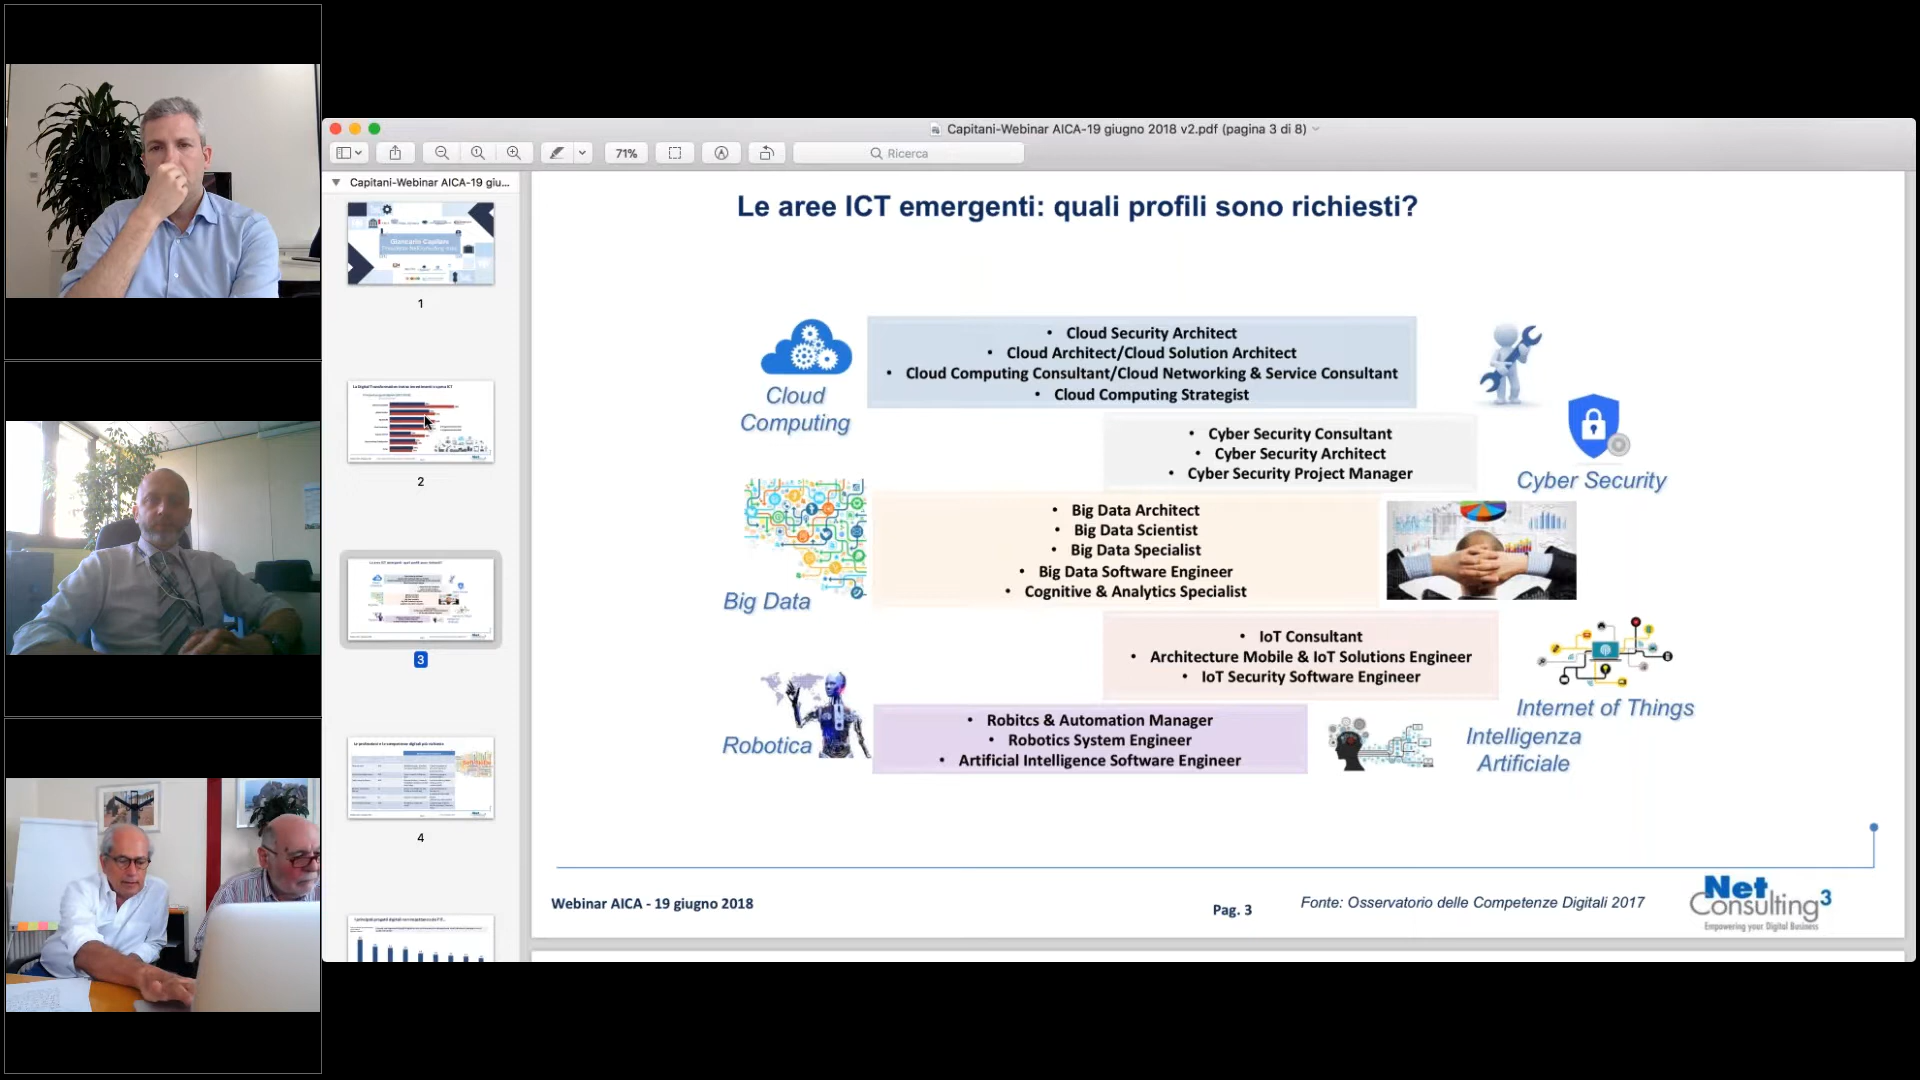 Capitani-Webinar AICA-19 giugno 2018 v2.pdf (pagina 3 di 8)
71%
Ricerca
Capitani-Webinar AICA-19 giu...
Giancarlo Capitani
1
2
3
4
Le aree ICT emergenti: quali profili sono richiesti?
Cloud Computing
• Cloud Security Architect
• Cloud Architect/Cloud Solution Architect
• Cloud Computing Consultant/Cloud Networking & Service Consultant
• Cloud Computing Strategist
• Cyber Security Consultant
• Cyber Security Architect
• Cyber Security Project Manager
Cyber Security
Big Data
• Big Data Architect
• Big Data Scientist
• Big Data Specialist
• Big Data Software Engineer
• Cognitive & Analytics Specialist
• IoT Consultant
• Architecture Mobile & IoT Solutions Engineer
• IoT Security Software Engineer
Internet of Things
Robotica
• Robitcs & Automation Manager
• Robotics System Engineer
• Artificial Intelligence Software Engineer
Intelligenza
Artificiale
Webinar AICA - 19 giugno 2018
Pag. 3
Fonte: Osservatorio delle Competenze Digitali 2017
Net
Consulting3
Empowering your Digital Business